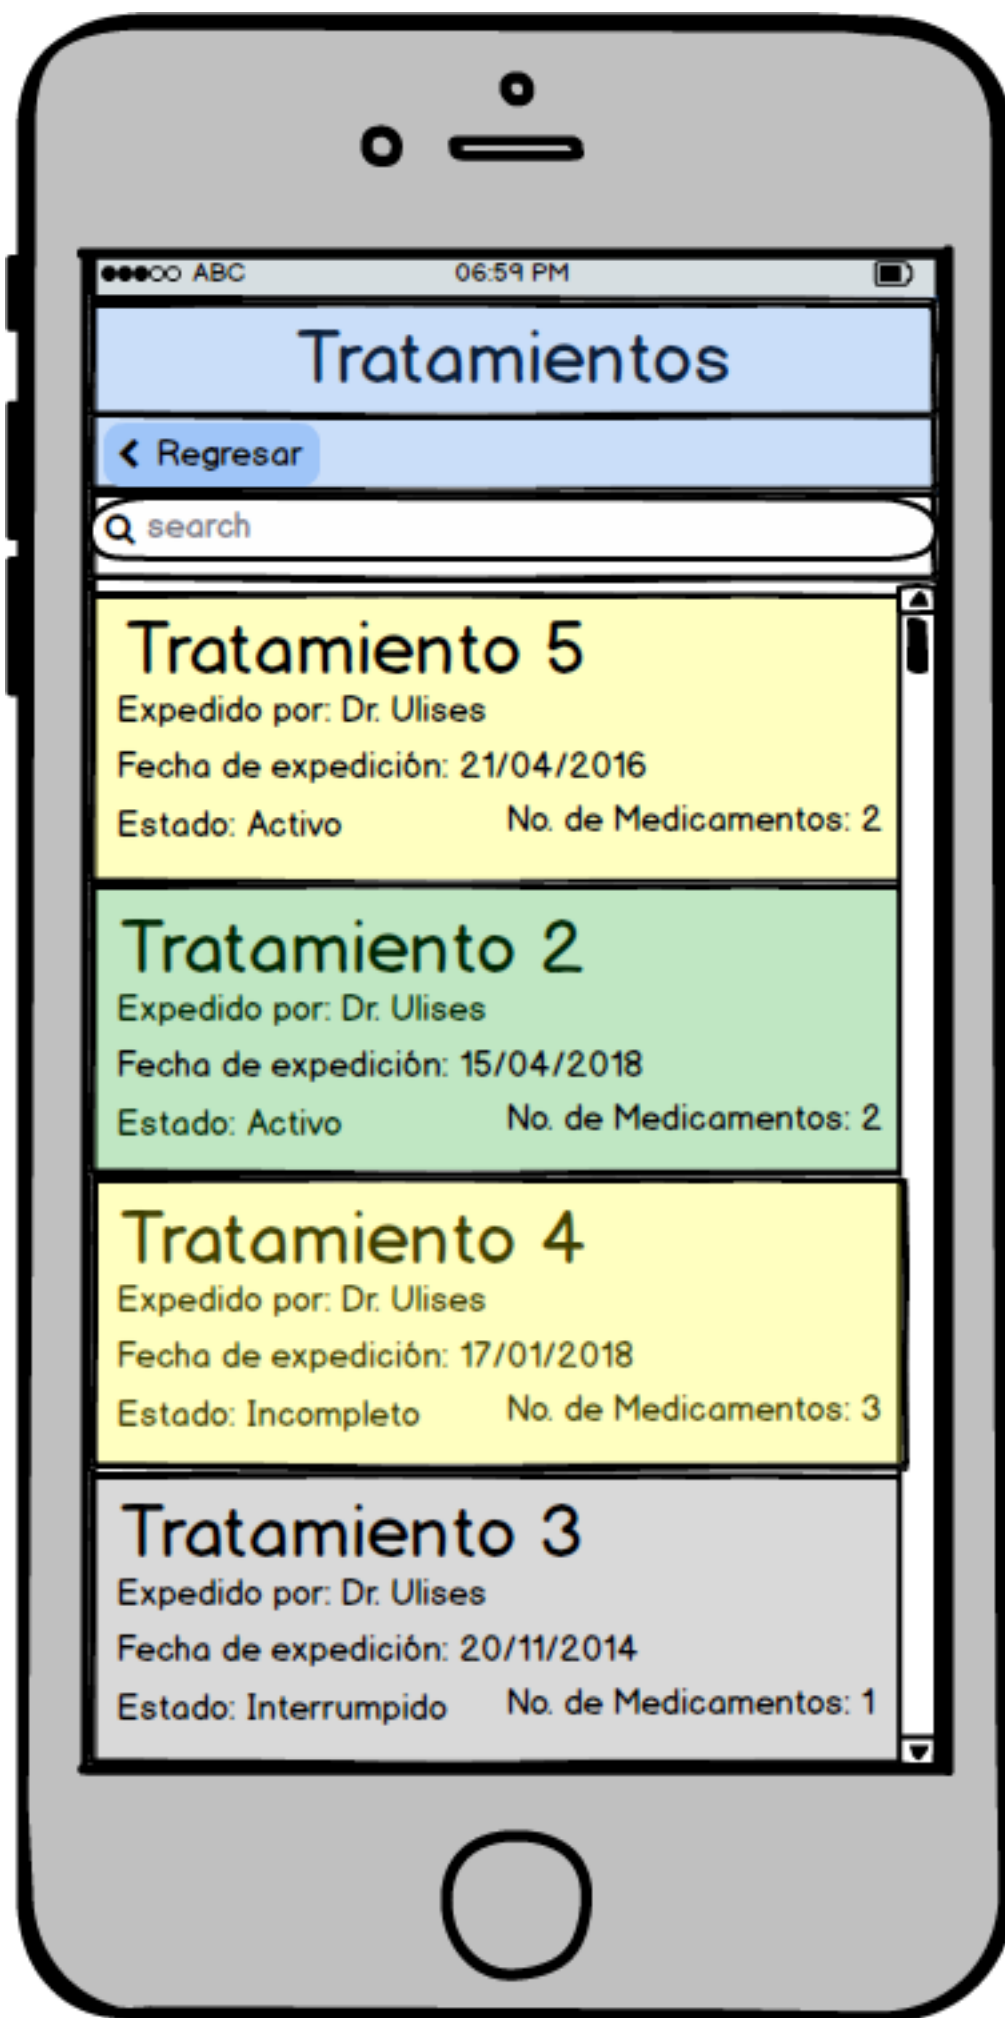 ABC 06:59 PM
Tratamientos
Regresar
search
Tratamiento 5
Expedido por: Dr. Ulises
Fecha de expedición: 21/04/2016
Estado: Activo No. de Medicamentos: 2
Tratamiento 2
Expedido por: Dr. Ulises
Fecha de expedición: 15/04/2018
Estado: Activo No. de Medicamentos: 2
Tratamiento 4
Expedido por: Dr. Ulises
Fecha de expedición: 17/01/2018
Estado: Incompleto No. de Medicamentos: 3
Tratamiento 3
Expedido por: Dr. Ulises
Fecha de expedición: 20/11/2014
Estado: Interrumpido No. de Medicamentos: 1